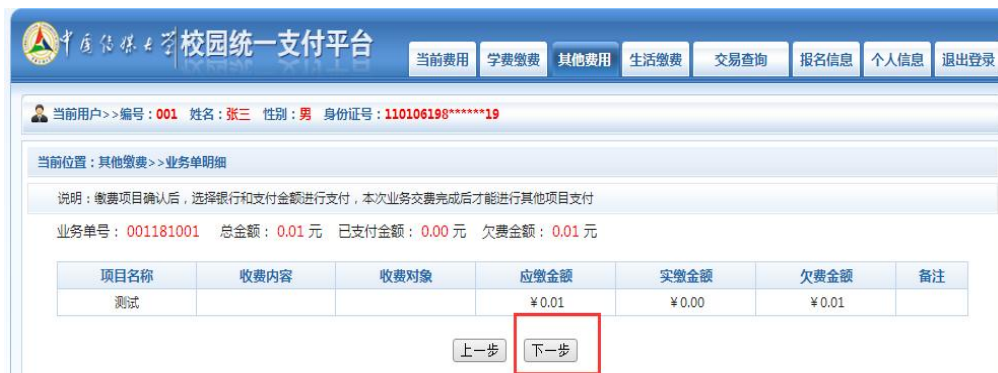 中国传媒大学校园统一支付平台
当前费用 学费缴费 其他费用 生活缴费 交易查询 报名信息 个人信息 退出登录
当前用户>>编号：001 姓名：张三 性别：男 身份证号：110106198******19
当前位置：其他缴费>>业务单明细
说明：缴费项目确认后，选择银行和支付金额进行支付，本次业务交费完成后才能进行其他项目支付
业务单号： 001181001 总金额： 0.01 元 已支付金额： 0.00 元 欠费金额： 0.01 元
项目名称 收费内容 收费对象 应缴金额 实缴金额 欠费金额 备注
测试 ￥0.01 ￥0.00 ￥0.01
上一步 下一步